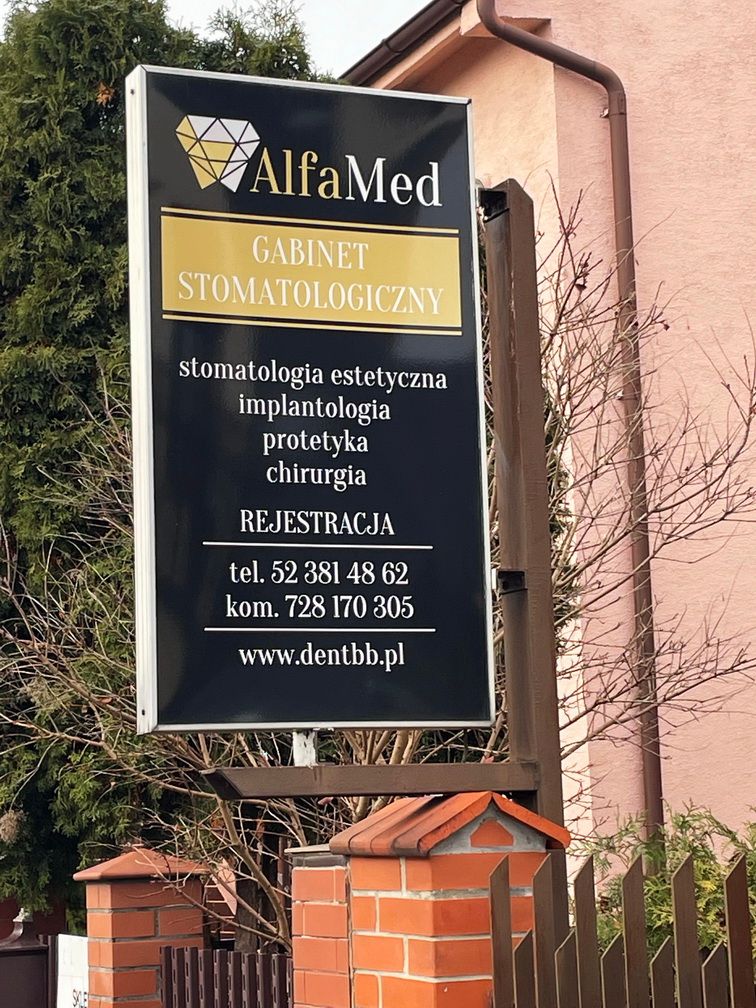 AlfaMed
GABINET
STOMATOLOGICZNY
stomatologia estetyczna
implantologia
protetyka
chirurgia
REJESTRACJA
tel. 52 381 48 62
kom. 728 170 305
www.dentbb.pl